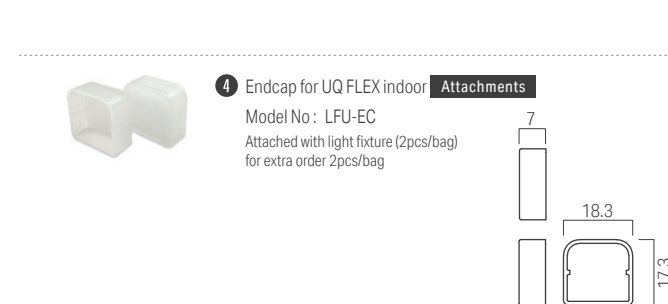 4 Endcap for UQ FLEX indoor Attachments
Model No : LFU-EC
Attached with light fixture (2pcs/bag)
for extra order 2pcs/bag
7
18.3
17.3